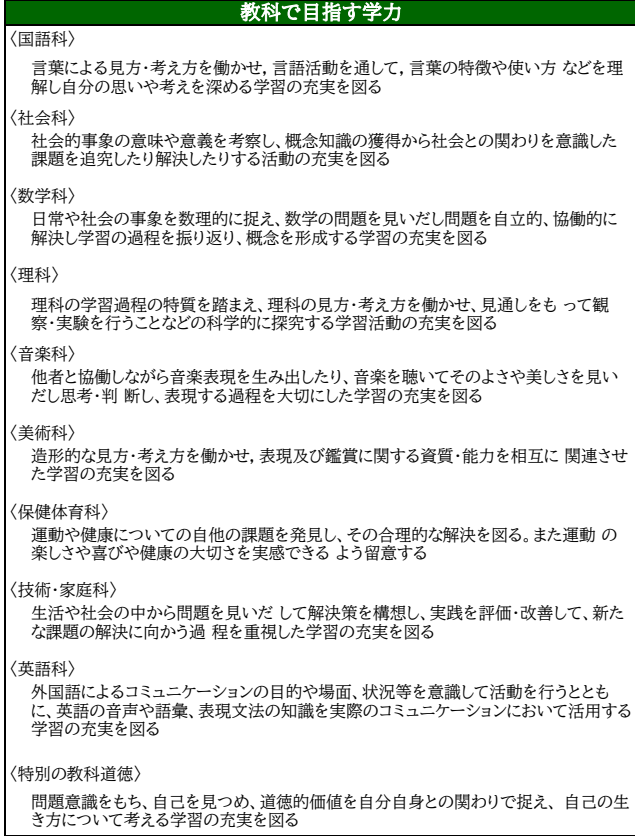 教科で目指す学力
〈国語科〉
言葉による見方・考え方を働かせ，言語活動を通して，言葉の特徴や使い方 などを理
解し自分の思いや考えを深める学習の充実を図る
〈社会科〉
社会的事象の意味や意義を考察し、概念知識の獲得から社会との関わりを意識した
課題を追究したり解決したりする活動の充実を図る
〈数学科〉
日常や社会の事象を数理的に捉え、数学の問題を見いだし問題を自立的、協働的に
解決し学習の過程を振り返り、概念を形成する学習の充実を図る
〈理科〉
理科の学習過程の特質を踏まえ、理科の見方・考え方を働かせ、見通しをも って観
察・実験を行うことなどの科学的に探究する学習活動の充実を図る
〈音楽科〉
他者と協働しながら音楽表現を生み出したり、音楽を聴いてそのよさや美しさを見い
だし思考・判 断し、表現する過程を大切にした学習の充実を図る
〈美術科〉
造形的な見方・考え方を働かせ，表現及び鑑賞に関する資質・能力を相互に 関連させ
た学習の充実を図る
〈保健体育科〉
運動や健康についての自他の課題を発見し、その合理的な解決を図る。また運動 の
楽しさや喜びや健康の大切さを実感できる よう留意する
〈技術・家庭科〉
生活や社会の中から問題を見いだ して解決策を構想し、実践を評価・改善して、新た
な課題の解決に向かう過 程を重視した学習の充実を図る
〈英語科〉
外国語によるコミュニケーションの目的や場面、状況等を意識して活動を行うととも
に、英語の音声や語彙、表現文法の知識を実際のコミュニケーションにおいて活用する
学習の充実を図る
〈特別の教科道徳〉
問題意識をもち、自己を見つめ、道徳的価値を自分自身との関わりで捉え、 自己の生
き方について考える学習の充実を図る